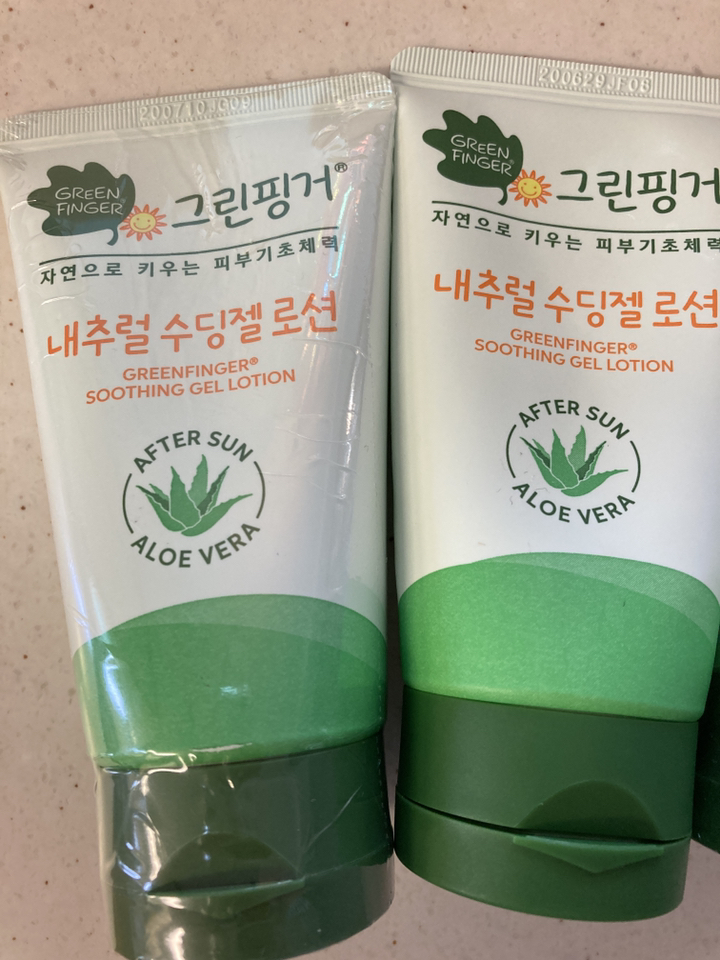 200710JC09
GREEN
FINGER®
그린핑거®
자연으로 키우는 피부기초체력
내추럴 수딩젤 로션
GREENFINGER®
SOOTHING GEL LOTION
AFTER SUN
ALOE VERA
200629JF08
GREEN
FINGER®
그린핑거
자연으로 키우는 피부기초체력
내추럴 수딩젤 로션
GREENFINGER®
SOOTHING GEL LOTION
AFTER SUN
ALOE VERA